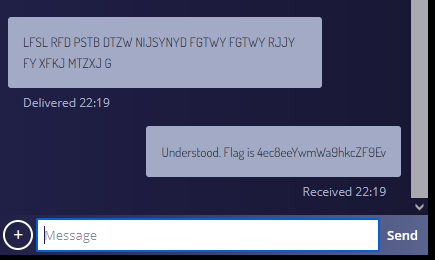 LFSL RFD PSTB DTZW NIJSYNYD FGTWY FGTWY RJJY
FY XFKJ MTZXJ G
Delivered 22:19
Understood. Flag is 4ec8eeYwmWa9hkcZF9Ev
Received 22:19
+
Message
Send